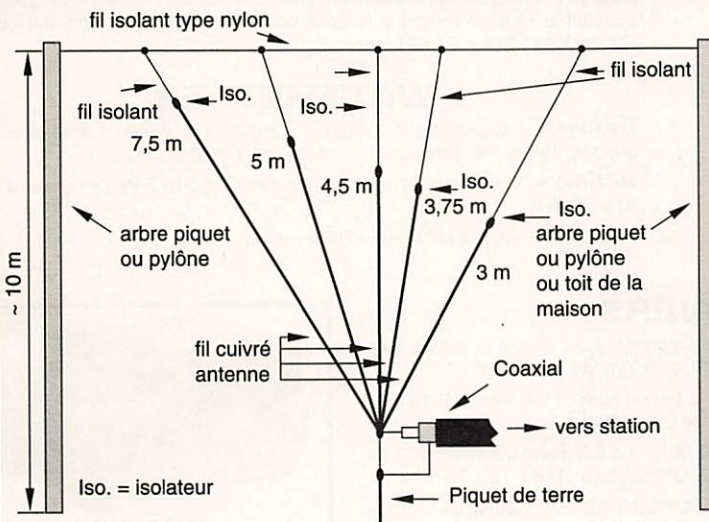 fil isolant type nylon
Iso.
fil isolant
7,5 m
Iso.
fil isolant
5 m
4,5 m
Iso.
3,75 m
Iso.
3 m
arbre piquet
ou pylône
arbre piquet
ou pylône
ou toit de la
maison
~ 10 m
fil cuivré
antenne
Coaxial
vers station
Iso. = isolateur
Piquet de terre